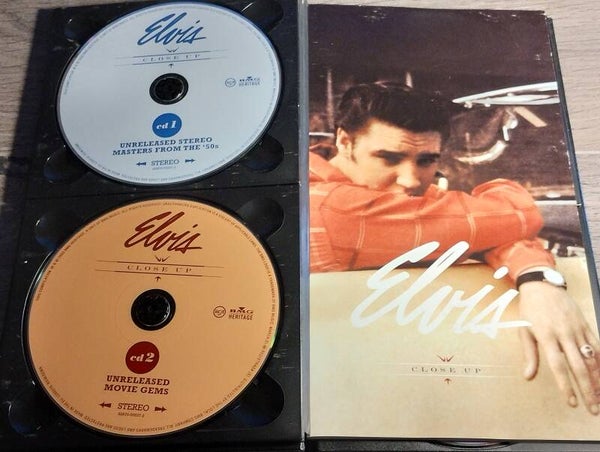 Elvis
CLOSE UP
RCA BMG
HERITAGE
cd 1
UNRELEASED STEREO
MASTERS FROM THE '50s
STEREO
Elvis
CLOSE UP
RCA BMG
HERITAGE
cd 2
UNRELEASED
MOVIE GEMS
STEREO
Elvis
CLOSE UP